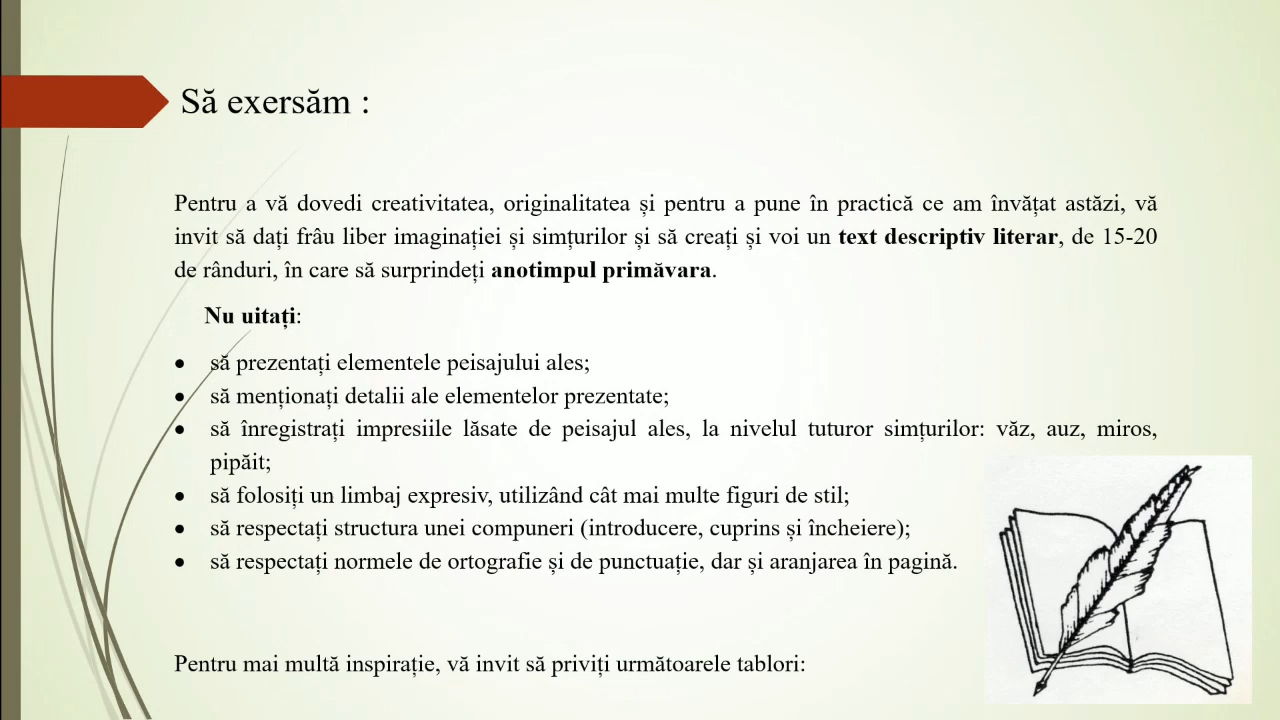 Să exersăm :
Pentru a vă dovedi creativitatea, originalitatea și pentru a pune în practică ce am învățat astăzi, vă
invit să dați frâu liber imaginației și simțurilor și să creați și voi un text descriptiv literar, de 15-20
de rânduri, în care să surprindeți anotimpul primăvara.
Nu uitați:
• să prezentați elementele peisajului ales;
• să menționați detalii ale elementelor prezentate;
• să înregistrați impresiile lăsate de peisajul ales, la nivelul tuturor simțurilor: văz, auz, miros,
pipăit;
• să folosiți un limbaj expresiv, utilizând cât mai multe figuri de stil;
• să respectați structura unei compuneri (introducere, cuprins și încheiere);
• să respectați normele de ortografie și de punctuație, dar și aranjarea în pagină.
Pentru mai multă inspirație, vă invit să priviți următoarele tablori: